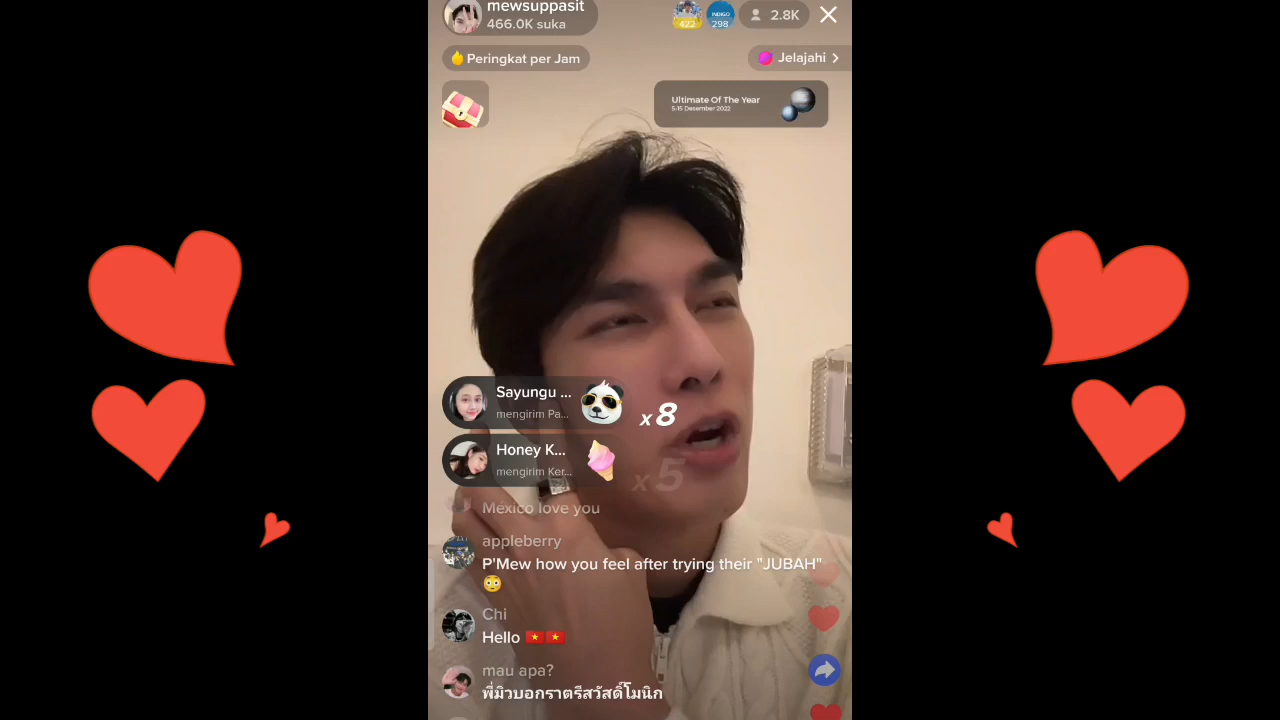 mewsuppasit
466.0K suka
422
INDIGO
298
2.8K
Peringkat per Jam
Jelajahi
Ultimate Of The Year
5-15 Desember 2022
Sayungu ...
mengirim Pa...
x8
Honey K...
mengirim Ker...
x5
México love you
appleberry
P'Mew how you feel after trying their "JUBAH"
😳
Chi
Hello 🇻🇳🇻🇳
mau apa?
พี่มิวบอกราตรีสวัสดิ์โมนิก